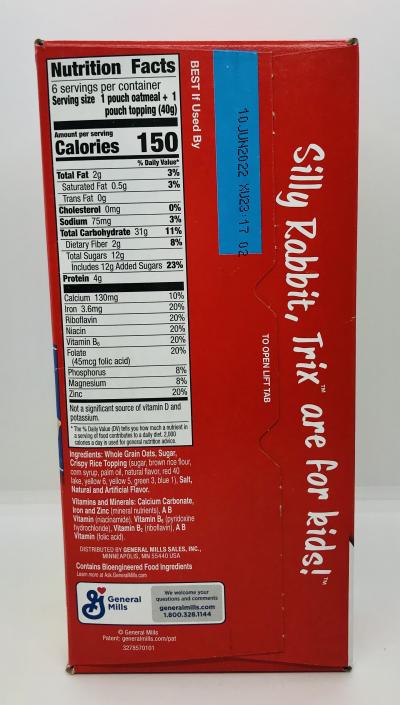 Nutrition Facts
6 servings per container
Serving size 1 pouch oatmeal + 1
pouch topping (40g)
Amount per serving
Calories 150
% Daily Value*
Total Fat 2g 3%
Saturated Fat 0.5g 3%
Trans Fat 0g
Cholesterol 0mg 0%
Sodium 75mg 3%
Total Carbohydrate 31g 11%
Dietary Fiber 2g 8%
Total Sugars 12g
Includes 12g Added Sugars 23%
Protein 4g
Calcium 130mg 10%
Iron 3.6mg 20%
Riboflavin 20%
Niacin 20%
Vitamin B6 20%
Folate 20%
(45mcg folic acid)
Phosphorus 8%
Magnesium 8%
Zinc 20%
Not a significant source of vitamin D and
potassium.
* The % Daily Value (DV) tells you how much a nutrient in
a serving of food contributes to a daily diet. 2,000
calories a day is used for general nutrition advice.
Ingredients: Whole Grain Oats, Sugar,
Crispy Rice Topping (sugar, brown rice flour,
corn syrup, palm oil, natural flavor, red 40
lake, yellow 6, yellow 5, green 3, blue 1), Salt,
Natural and Artificial Flavor.
Vitamins and Minerals: Calcium Carbonate,
Iron and Zinc (mineral nutrients), A B
Vitamin (niacinamide), Vitamin B6 (pyridoxine
hydrochloride), Vitamin B2 (riboflavin), A B
Vitamin (folic acid).
DISTRIBUTED BY GENERAL MILLS SALES, INC.,
MINNEAPOLIS, MN 55440 USA
Contains Bioengineered Food Ingredients
Learn more at Ask.GeneralMills.com
G
General
Mills
We welcome your
questions and comments
generalmills.com
1.800.328.1144
© General Mills
Patent: generalmills.com/pat
3278570101
BEST If Used By
10JUN2022 XU23:17 02
TO OPEN LIFT TAB
Silly Rabbit, Trix™ are for kids!™